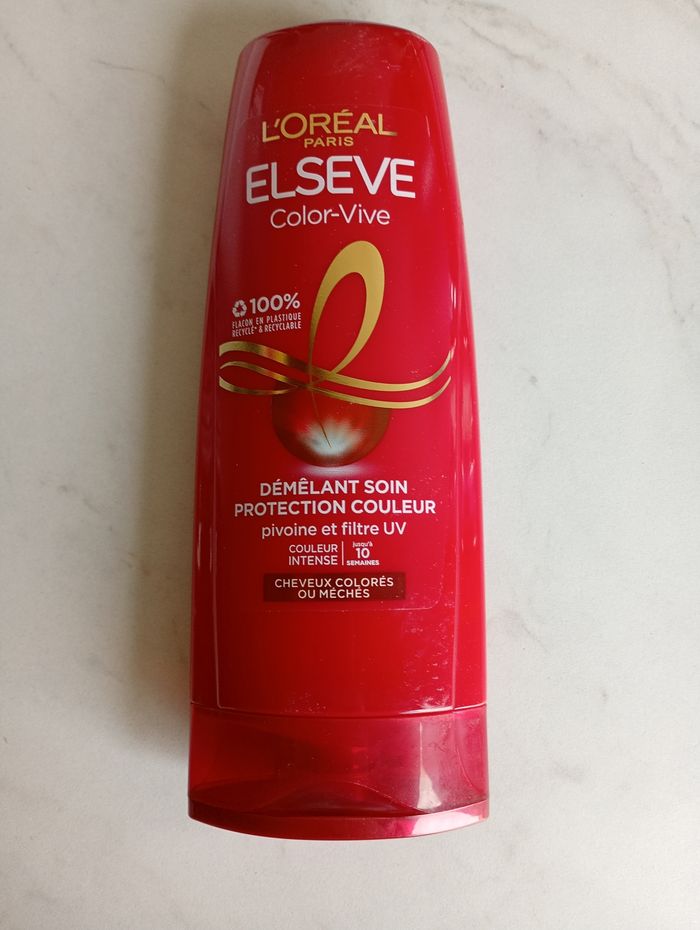 L'ORÉAL
PARIS
ELSEVE
Color-Vive
100%
FLACON EN PLASTIQUE
RECYCLÉ* & RECYCLABLE
DÉMÊLANT SOIN
PROTECTION COULEUR
pivoine et filtre UV
COULEUR
INTENSE
jusqu'à
10
SEMAINES
CHEVEUX COLORÉS
OU MÉCHÉS